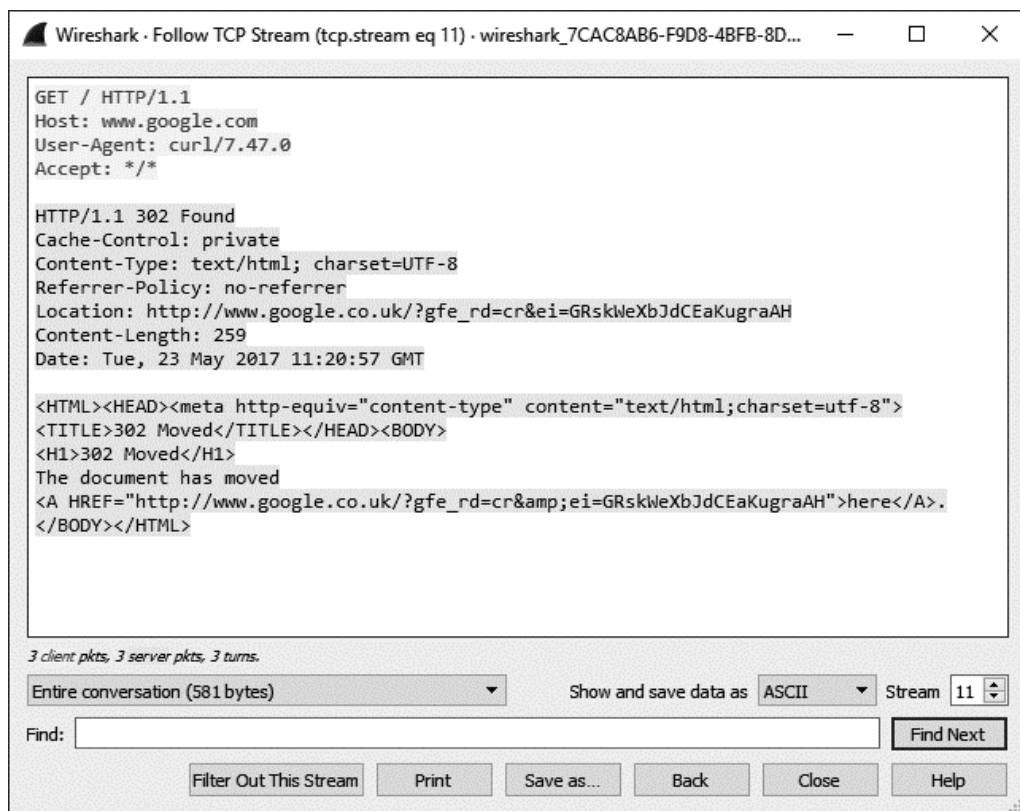 Wireshark · Follow TCP Stream (tcp.stream eq 11) · wireshark_7CAC8AB6-F9D8-4BFB-8D...
GET / HTTP/1.1
Host: www.google.com
User-Agent: curl/7.47.0
Accept: */*
HTTP/1.1 302 Found
Cache-Control: private
Content-Type: text/html; charset=UTF-8
Referrer-Policy: no-referrer
Location: http://www.google.co.uk/?gfe_rd=cr&ei=GRskWeXbJdCEaKugraAH
Content-Length: 259
Date: Tue, 23 May 2017 11:20:57 GMT
<HTML><HEAD><meta http-equiv="content-type" content="text/html;charset=utf-8">
<TITLE>302 Moved</TITLE></HEAD><BODY>
<H1>302 Moved</H1>
The document has moved
<A HREF="http://www.google.co.uk/?gfe_rd=cr&amp;ei=GRskWeXbJdCEaKugraAH">here</A>.
</BODY></HTML>
3 client pkts, 3 server pkts, 3 turns.
Entire conversation (581 bytes) Show and save data as ASCII Stream 11
Find: Find Next
Filter Out This Stream Print Save as... Back Close Help